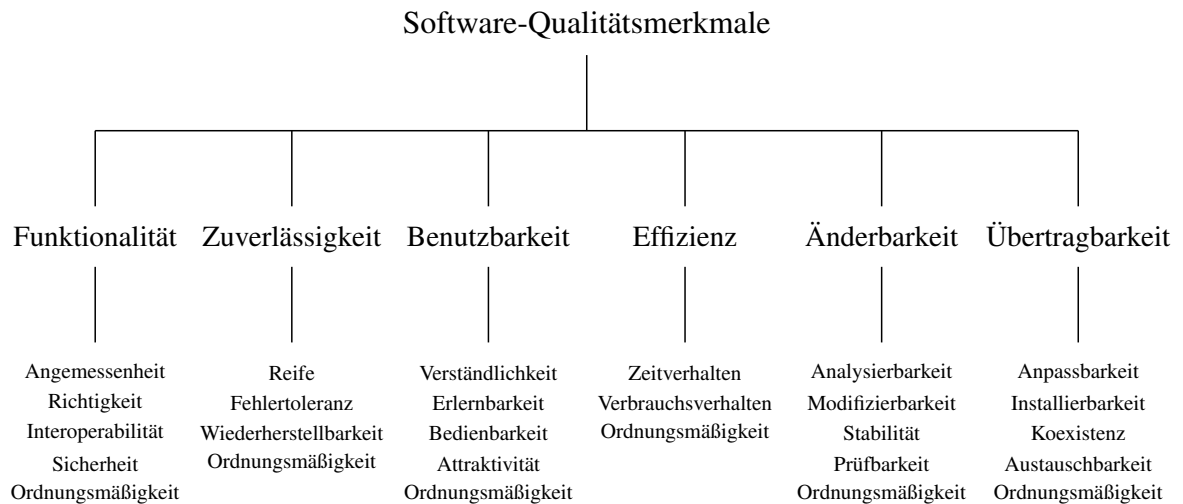 Software-Qualitätsmerkmale
Funktionalität
Zuverlässigkeit
Benutzbarkeit
Effizienz
Änderbarkeit
Übertragbarkeit
Angemessenheit
Richtigkeit
Interoperabilität
Sicherheit
Ordnungsmäßigkeit
Reife
Fehlertoleranz
Wiederherstellbarkeit
Ordnungsmäßigkeit
Verständlichkeit
Erlernbarkeit
Bedienbarkeit
Attraktivität
Ordnungsmäßigkeit
Zeitverhalten
Verbrauchsverhalten
Ordnungsmäßigkeit
Analysierbarkeit
Modifizierbarkeit
Stabilität
Prüfbarkeit
Ordnungsmäßigkeit
Anpassbarkeit
Installierbarkeit
Koexistenz
Austauschbarkeit
Ordnungsmäßigkeit